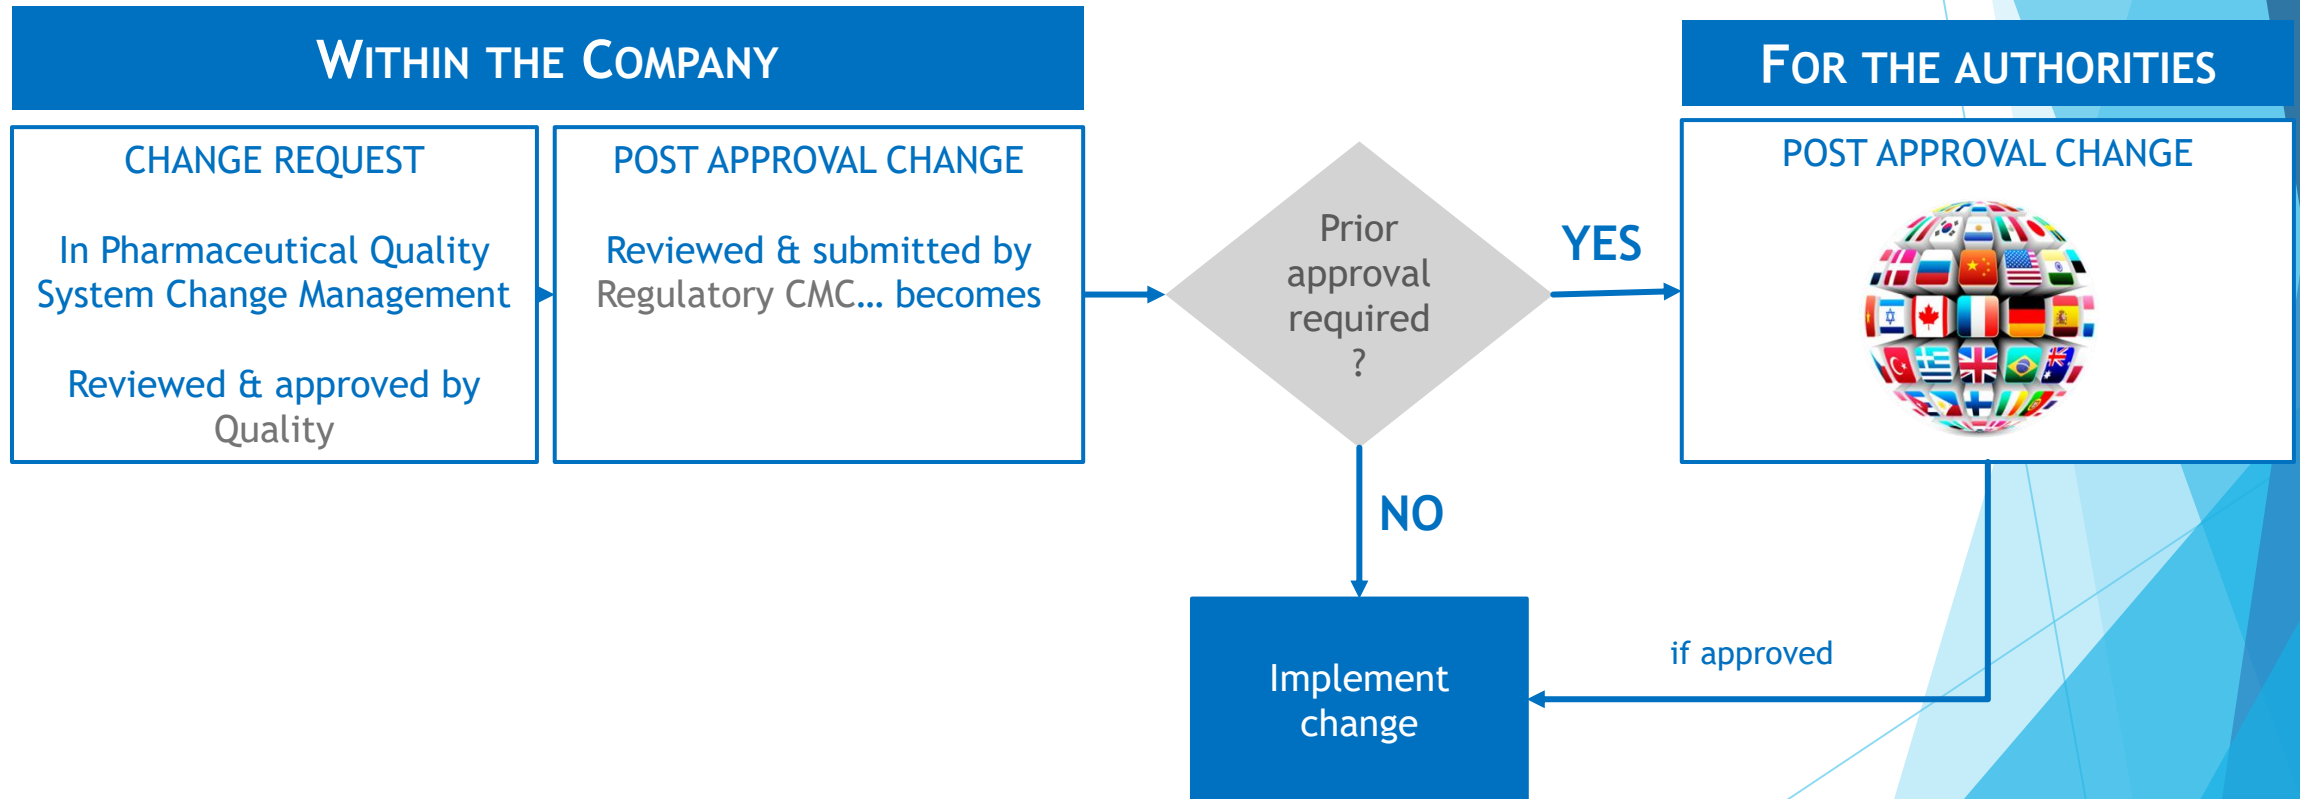 WITHIN THE COMPANY
FOR THE AUTHORITIES
CHANGE REQUEST
In Pharmaceutical Quality
System Change Management
Reviewed & approved by
Quality
POST APPROVAL CHANGE
Reviewed & submitted by
Regulatory CMC... becomes
Prior
approval
required
?
YES
POST APPROVAL CHANGE
NO
Implement
change
if approved